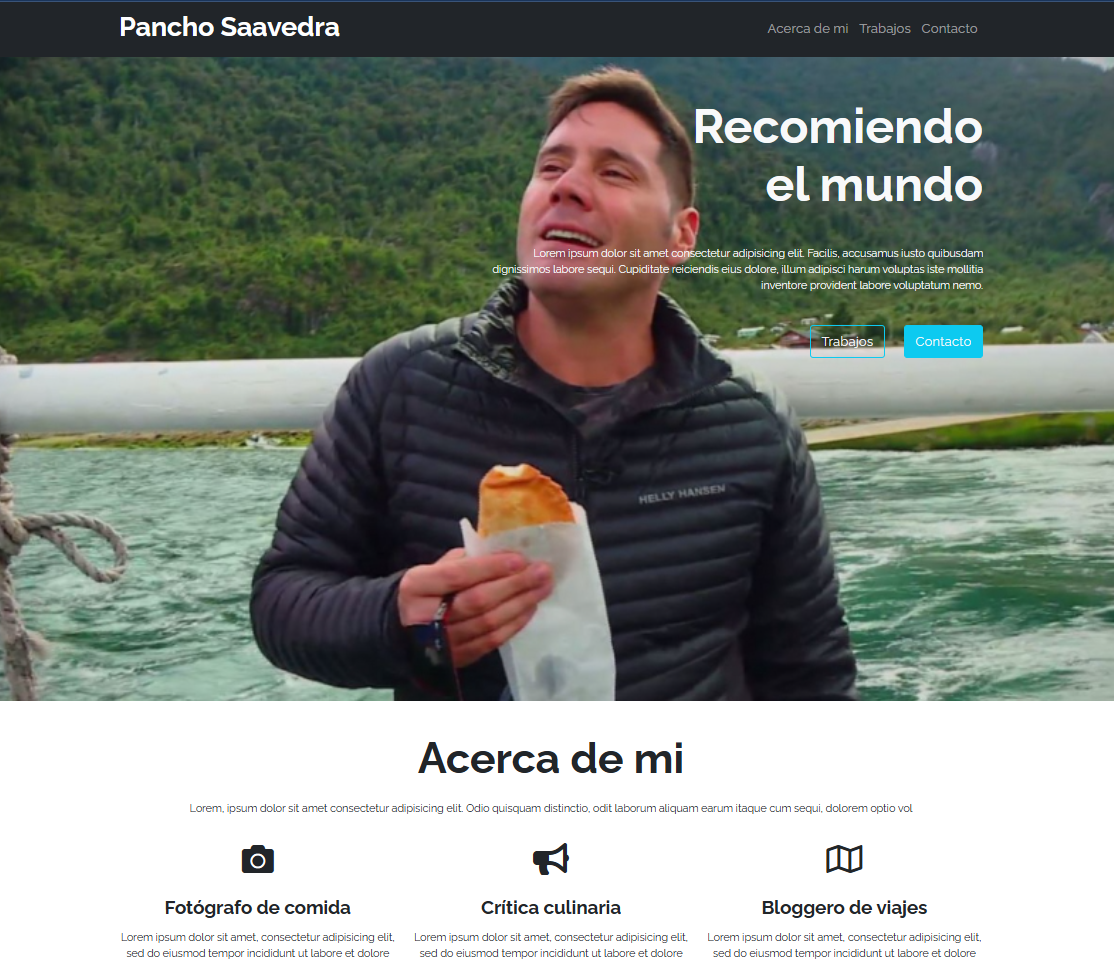 Pancho Saavedra
Acerca de mi Trabajos Contacto
Recomiendo
el mundo
Lorem ipsum dolor sit amet consectetur adipisicing elit. Facilis, accusamus iusto quibusdam
dignissimos labore sequi. Cupiditate reiciendis eius dolore, illum adipisci harum voluptas iste mollitia
inventore provident labore voluptatum nemo.
Trabajos Contacto
HELLY HANSEN
Acerca de mi
Lorem, ipsum dolor sit amet consectetur adipisicing elit. Odio quisquam distinctio, odit laborum aliquam earum itaque cum sequi, dolorem optio vol
Fotógrafo de comida
Lorem ipsum dolor sit amet, consectetur adipisicing elit,
sed do eiusmod tempor incididunt ut labore et dolore
Crítica culinaria
Lorem ipsum dolor sit amet, consectetur adipisicing elit,
sed do eiusmod tempor incididunt ut labore et dolore
Bloggero de viajes
Lorem ipsum dolor sit amet, consectetur adipisicing elit,
sed do eiusmod tempor incididunt ut labore et dolore